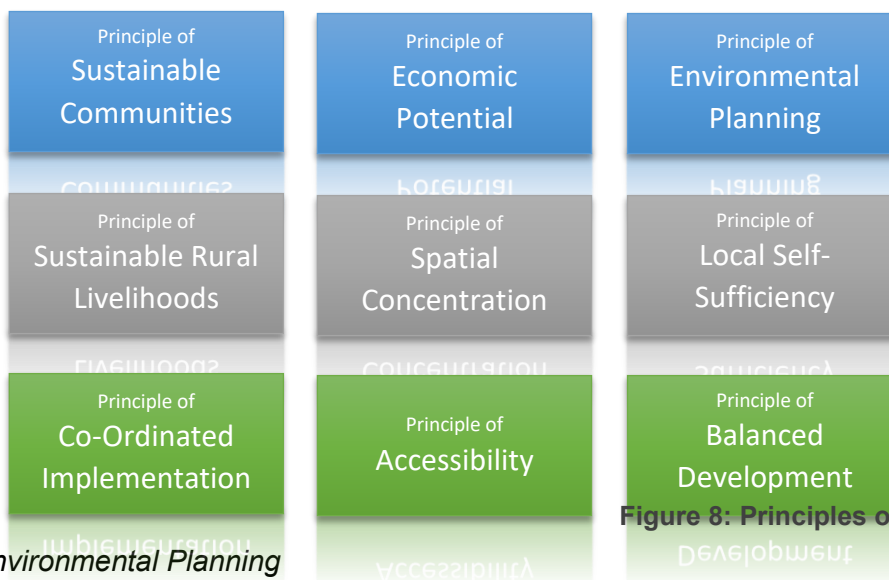 Principle of
Sustainable
Communities
Principle of
Economic
Potential
Principle of
Environmental
Planning
Principle of
Sustainable Rural
Livelihoods
Principle of
Spatial
Concentration
Principle of
Local Self-
Sufficiency
Principle of
Co-Ordinated
Implementation
Principle of
Accessibility
Principle of
Balanced
Development
Figure 8: Principles o
nvironmental Planning